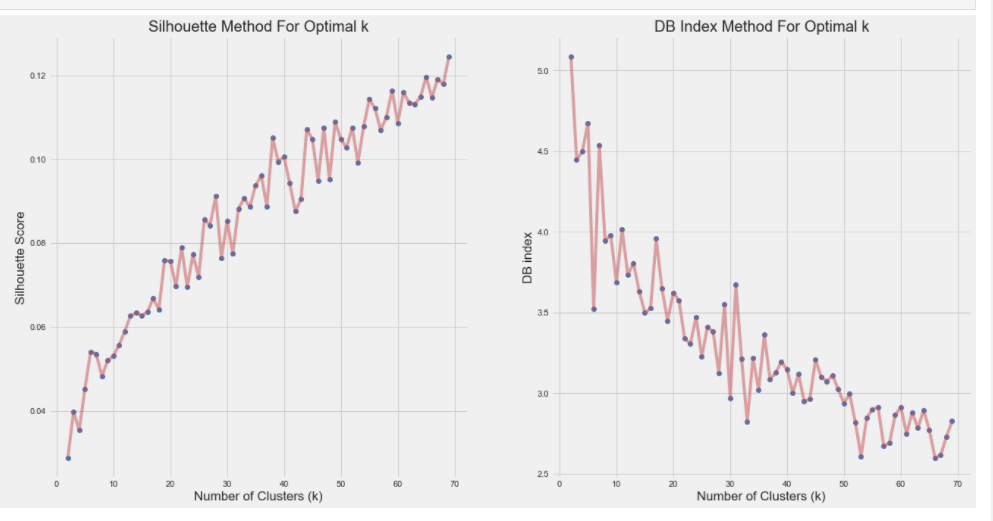 Silhouette Method For Optimal k
0.12
0.10
0.08
0.06
0.04
Silhouette Score
0 10 20 30 40 50 60 70
Number of Clusters (k)
DB Index Method For Optimal k
5.0
4.5
4.0
3.5
3.0
2.5
DB index
0 10 20 30 40 50 60 70
Number of Clusters (k)